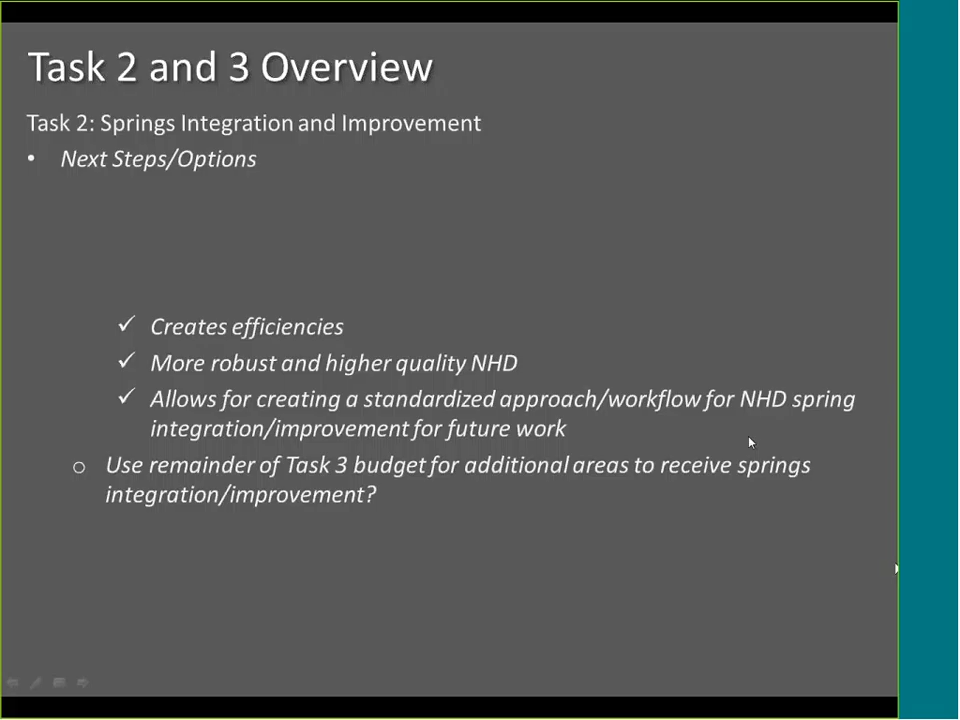 Task 2 and 3 Overview
Task 2: Springs Integration and Improvement
• Next Steps/Options
✓ Creates efficiencies
✓ More robust and higher quality NHD
✓ Allows for creating a standardized approach/workflow for NHD spring
integration/improvement for future work
o Use remainder of Task 3 budget for additional areas to receive springs
integration/improvement?